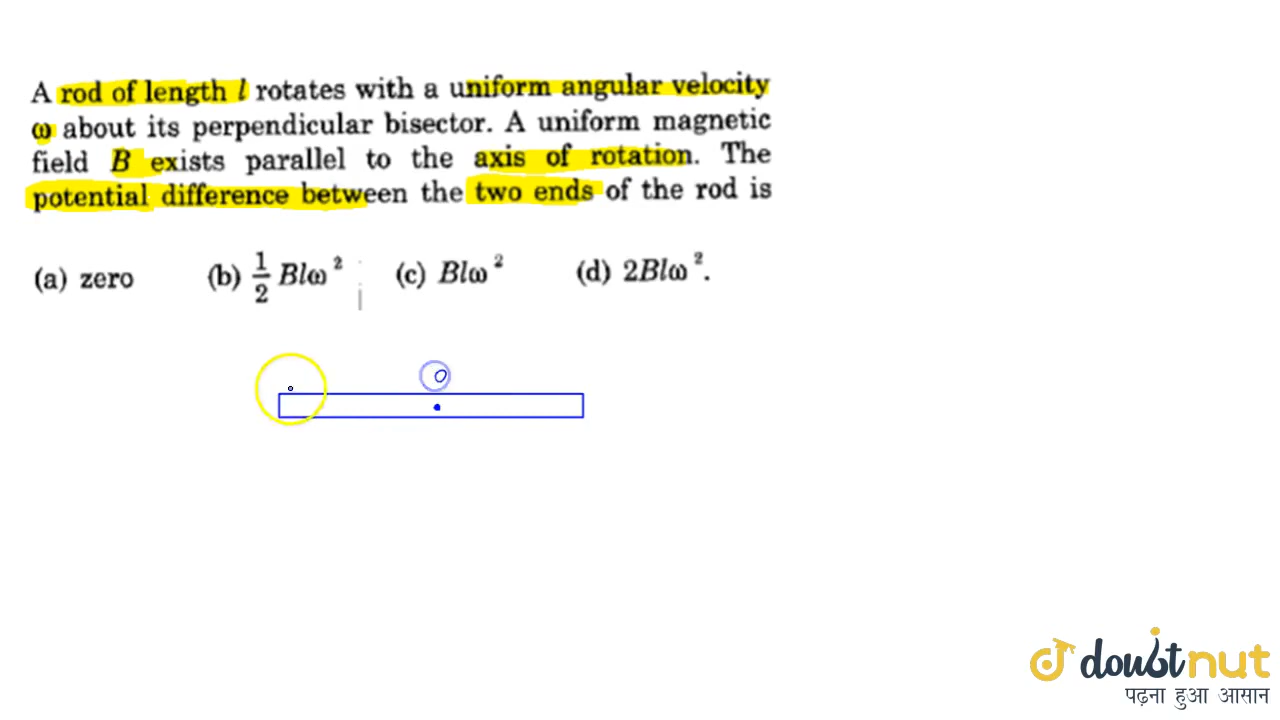 A rod of length l rotates with a uniform angular velocity
ω about its perpendicular bisector. A uniform magnetic
field B exists parallel to the axis of rotation. The
potential difference between the two ends of the rod is
(a) zero (b) 1/2 Blω² (c) Blω² (d) 2Blω².
O
doubtnut
पढ़ना हुआ आसान